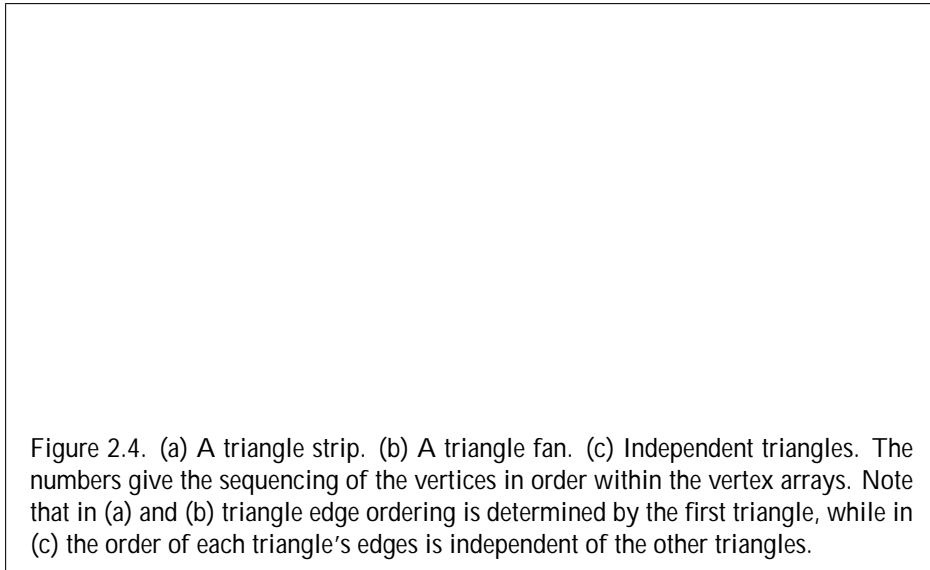 Figure 2.4. (a) A triangle strip. (b) A triangle fan. (c) Independent triangles. The
numbers give the sequencing of the vertices in order within the vertex arrays. Note
that in (a) and (b) triangle edge ordering is determined by the first triangle, while in
(c) the order of each triangle's edges is independent of the other triangles.